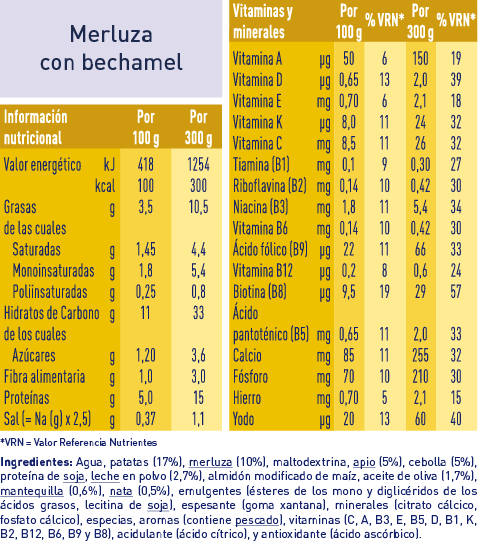 Merluza
con bechamel
Información nutricional Por 100 g Por 300 g
Valor energético kJ 418 1254
kcal 100 300
Grasas g 3,5 10,5
de las cuales
Saturadas g 1,45 4,4
Monoinsaturadas g 1,8 5,4
Poliinsaturadas g 0,25 0,8
Hidratos de Carbono g 11 33
de los cuales
Azúcares g 1,20 3,6
Fibra alimentaria g 1,0 3,0
Proteínas g 5,0 15
Sal (= Na (g) x 2,5) g 0,37 1,1
Vitaminas y minerales Por 100 g % VRN* Por 300 g % VRN*
Vitamina A µg 50 6 150 19
Vitamina D µg 0,65 13 2,0 39
Vitamina E mg 0,70 6 2,1 18
Vitamina K µg 8,0 11 24 32
Vitamina C mg 8,5 11 26 32
Tiamina (B1) mg 0,1 9 0,30 27
Riboflavina (B2) mg 0,14 10 0,42 30
Niacina (B3) mg 1,8 11 5,4 34
Vitamina B6 mg 0,14 10 0,42 30
Ácido fólico (B9) µg 22 11 66 33
Vitamina B12 µg 0,2 8 0,6 24
Biotina (B8) µg 9,5 19 29 57
Ácido
pantoténico (B5) mg 0,65 11 2,0 33
Calcio mg 85 11 255 32
Fósforo mg 70 10 210 30
Hierro mg 0,70 5 2,1 15
Yodo µg 20 13 60 40
*VRN = Valor Referencia Nutrientes
Ingredientes: Agua, patatas (17%), merluza (10%), maltodextrina, apio (5%), cebolla (5%),
proteína de soja, leche en polvo (2,7%), almidón modificado de maíz, aceite de oliva (1,7%),
mantequilla (0,6%), nata (0,5%), emulgentes (ésteres de los mono y diglicéridos de los
ácidos grasos, lecitina de soja), espesante (goma xantana), minerales (citrato cálcico,
fosfato cálcico), especias, aromas (contiene pescado), vitaminas (C, A, B3, E, B5, D, B1, K,
B2, B12, B6, B9 y B8), acidulante (ácido cítrico), y antioxidante (ácido ascórbico).